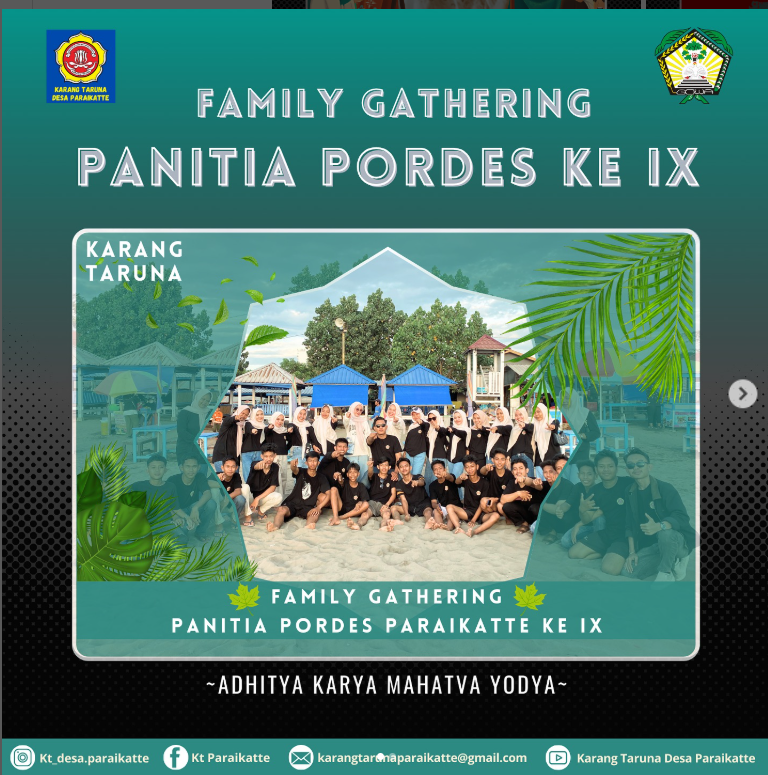 KARANG TARUNA
DESA PARAIKATTE
GOWA
FAMILY GATHERING
PANITIA PORDES KE IX
KARANG
TARUNA
FAMILY GATHERING
PANITIA PORDES PARAIKATTE KE IX
~ADHITYA KARYA MAHATVA YODYA~
Kt_desa.paraikatte
Kt Paraikatte
karangtarunaparaikatte@gmail.com
Karang Taruna Desa Paraikatte